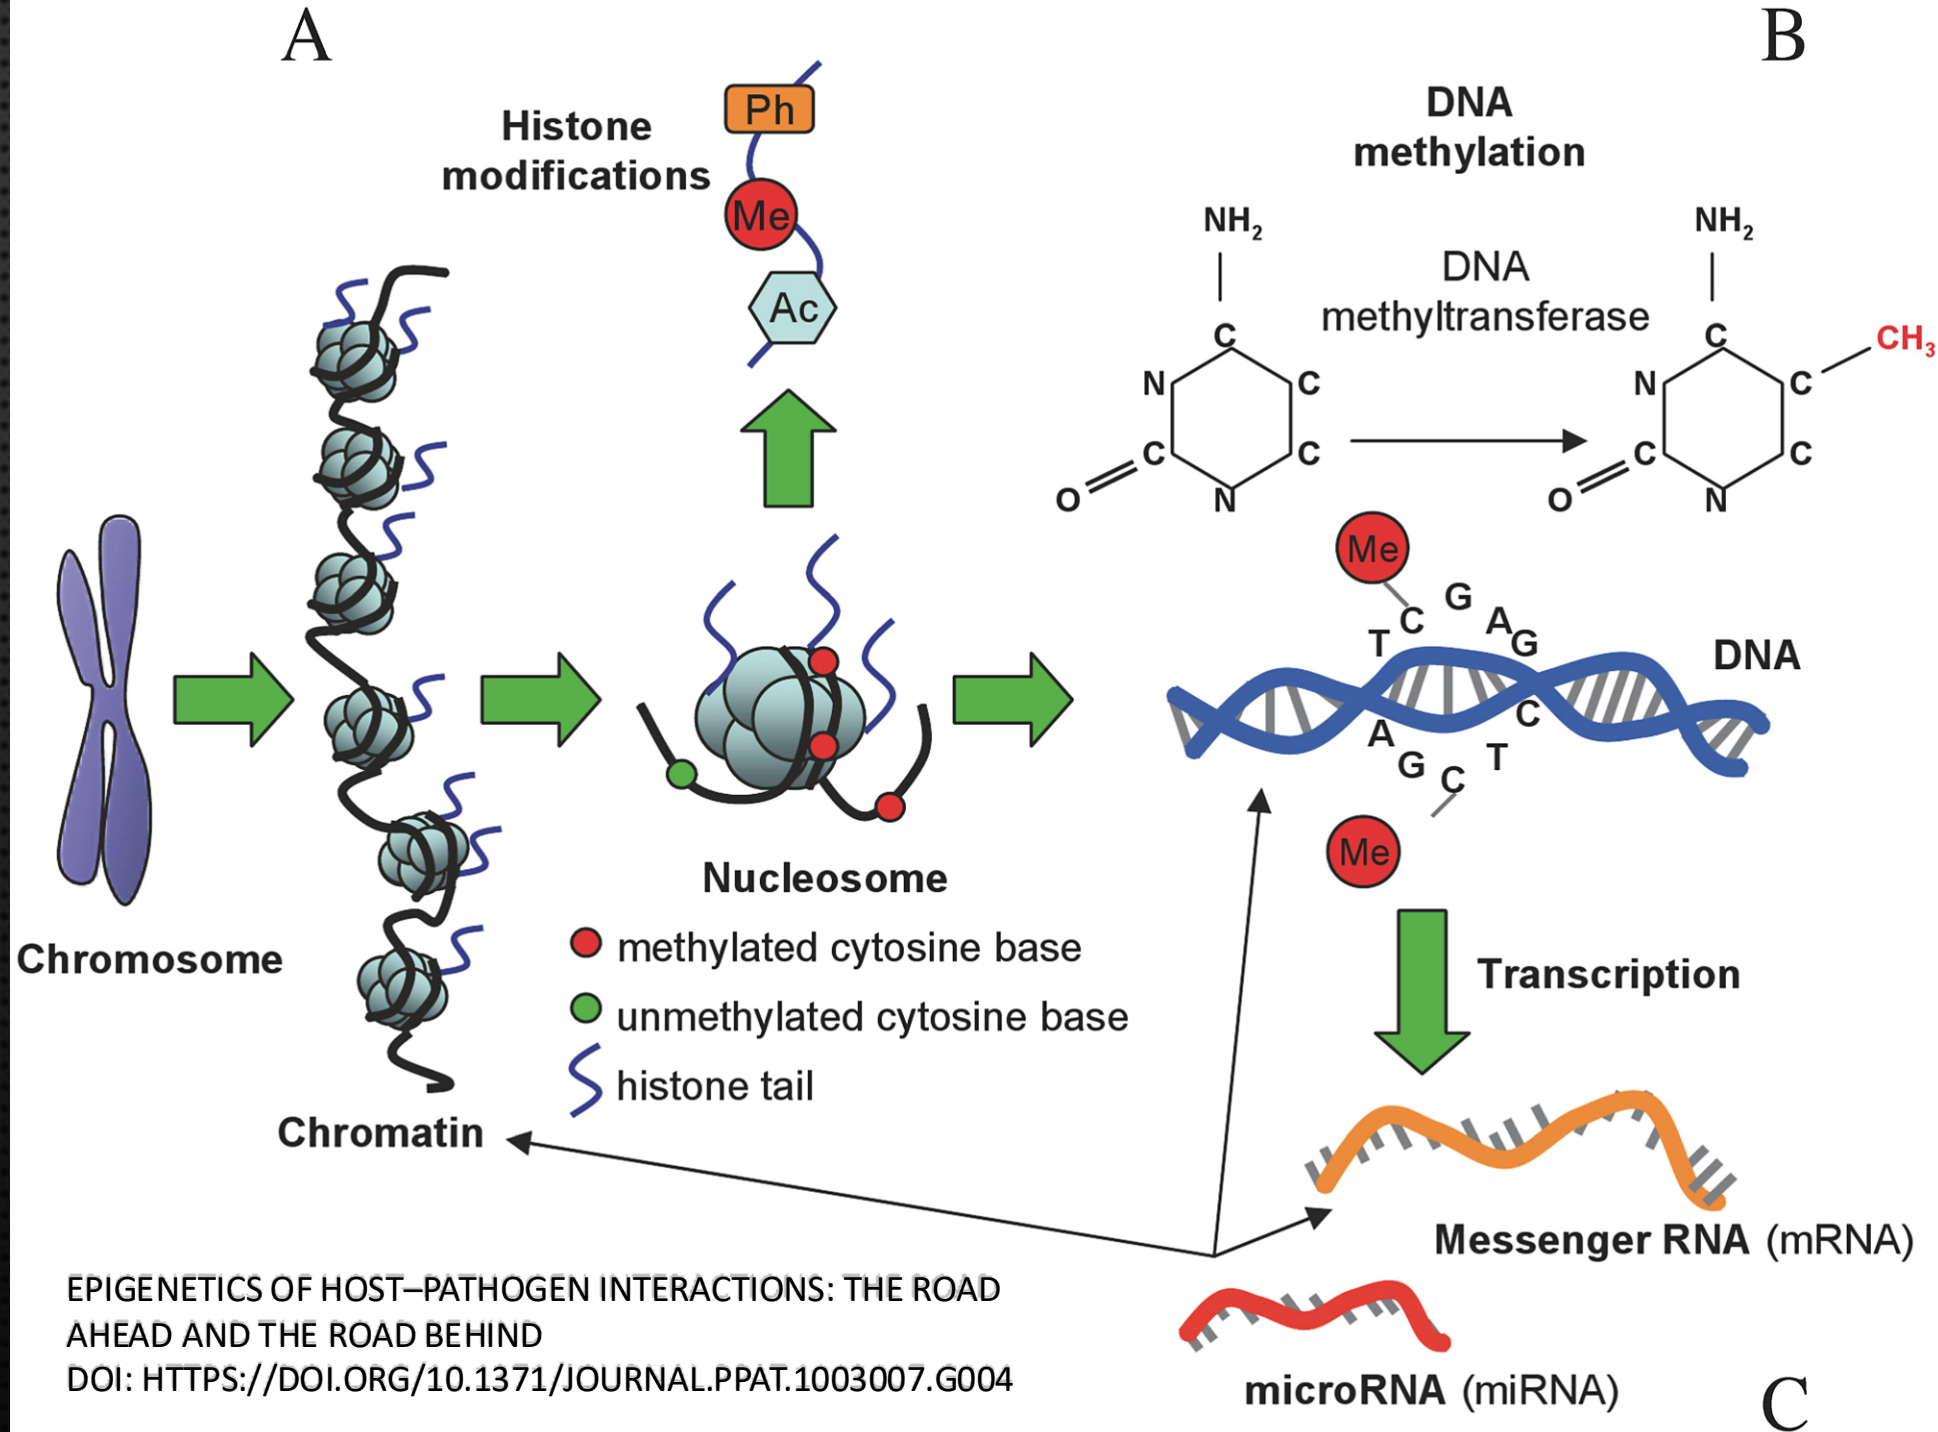 A
B
Histone
modifications
Ph
Me
Ac
DNA
methylation
NH2
NH2
DNA
methyltransferase
C
N
C
C
C
N
O
C
CH3
N
C
C
C
N
O
Me
T C G A G
DNA
A G C T C
Me
Chromosome
Chromatin
Nucleosome
methylated cytosine base
unmethylated cytosine base
histone tail
Transcription
Messenger RNA (mRNA)
microRNA (miRNA)
C
EPIGENETICS OF HOST–PATHOGEN INTERACTIONS: THE ROAD
AHEAD AND THE ROAD BEHIND
DOI: HTTPS://DOI.ORG/10.1371/JOURNAL.PPAT.1003007.G004